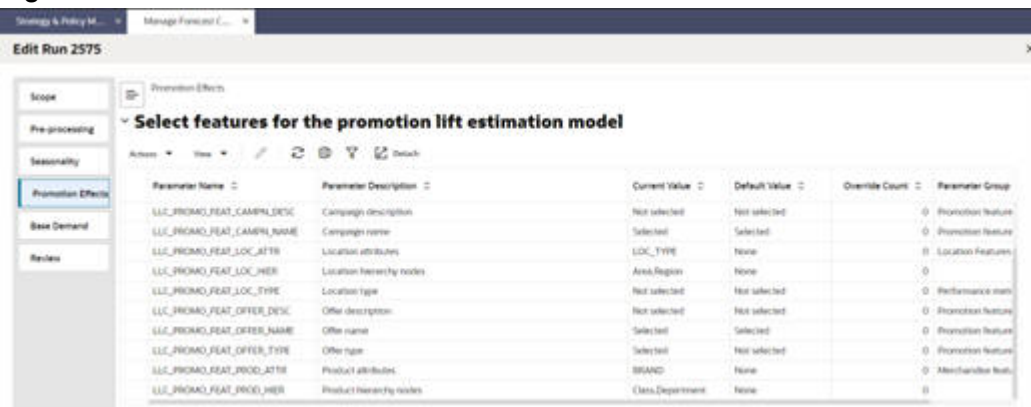 Strategy & Policy M... × Manage Forecast C... ×
Edit Run 2575 ×
Scope
Pre-processing
Seasonality
Promotion Effects
Base Demand
Review
Promotion Effects
Select features for the promotion lift estimation model
Actions View Detach
Parameter Name Parameter Description Current Value Default Value Override Count Parameter Group
LLC_PROMO_FEAT_CAMPN_DESC Campaign description Not selected Not selected 0 Promotion feature
LLC_PROMO_FEAT_CAMPN_NAME Campaign name Selected Selected 0 Promotion feature
LLC_PROMO_FEAT_LOC_ATTR Location attributes LOC_TYPE None 0 Location Features
LLC_PROMO_FEAT_LOC_HIER Location hierarchy nodes Area,Region None 0
LLC_PROMO_FEAT_LOC_TYPE Location type Not selected Not selected 0 Performance
LLC_PROMO_FEAT_OFFER_DESC Offer description Not selected Not selected 0 Promotion feature
LLC_PROMO_FEAT_OFFER_NAME Offer name Selected Selected 0 Promotion feature
LLC_PROMO_FEAT_OFFER_TYPE Offer type Selected Not selected 0 Promotion feature
LLC_PROMO_FEAT_PROD_ATTR Product attributes BRAND None 0 Merchandise
LLC_PROMO_FEAT_PROD_HIER Product hierarchy nodes Class,Department None 0